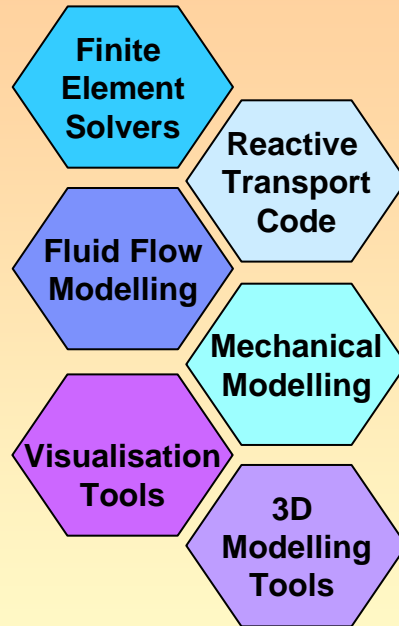 Finite
Element
Solvers
Reactive
Transport
Code
Fluid Flow
Modelling
Mechanical
Modelling
Visualisation
Tools
3D
Modelling
Tools